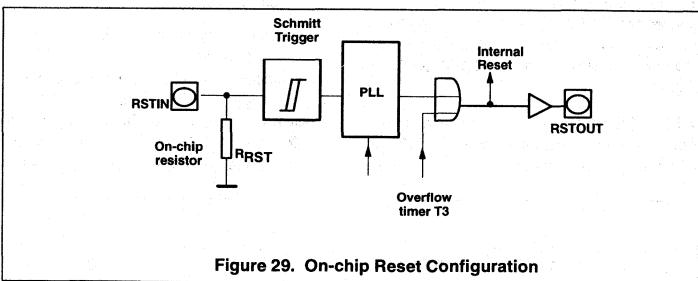 Schmitt
Trigger
Internal
Reset
RSTIN
PLL
RSTOUT
On-chip
resistor
RRST
Overflow
timer T3
Figure 29. On-chip Reset Configuration